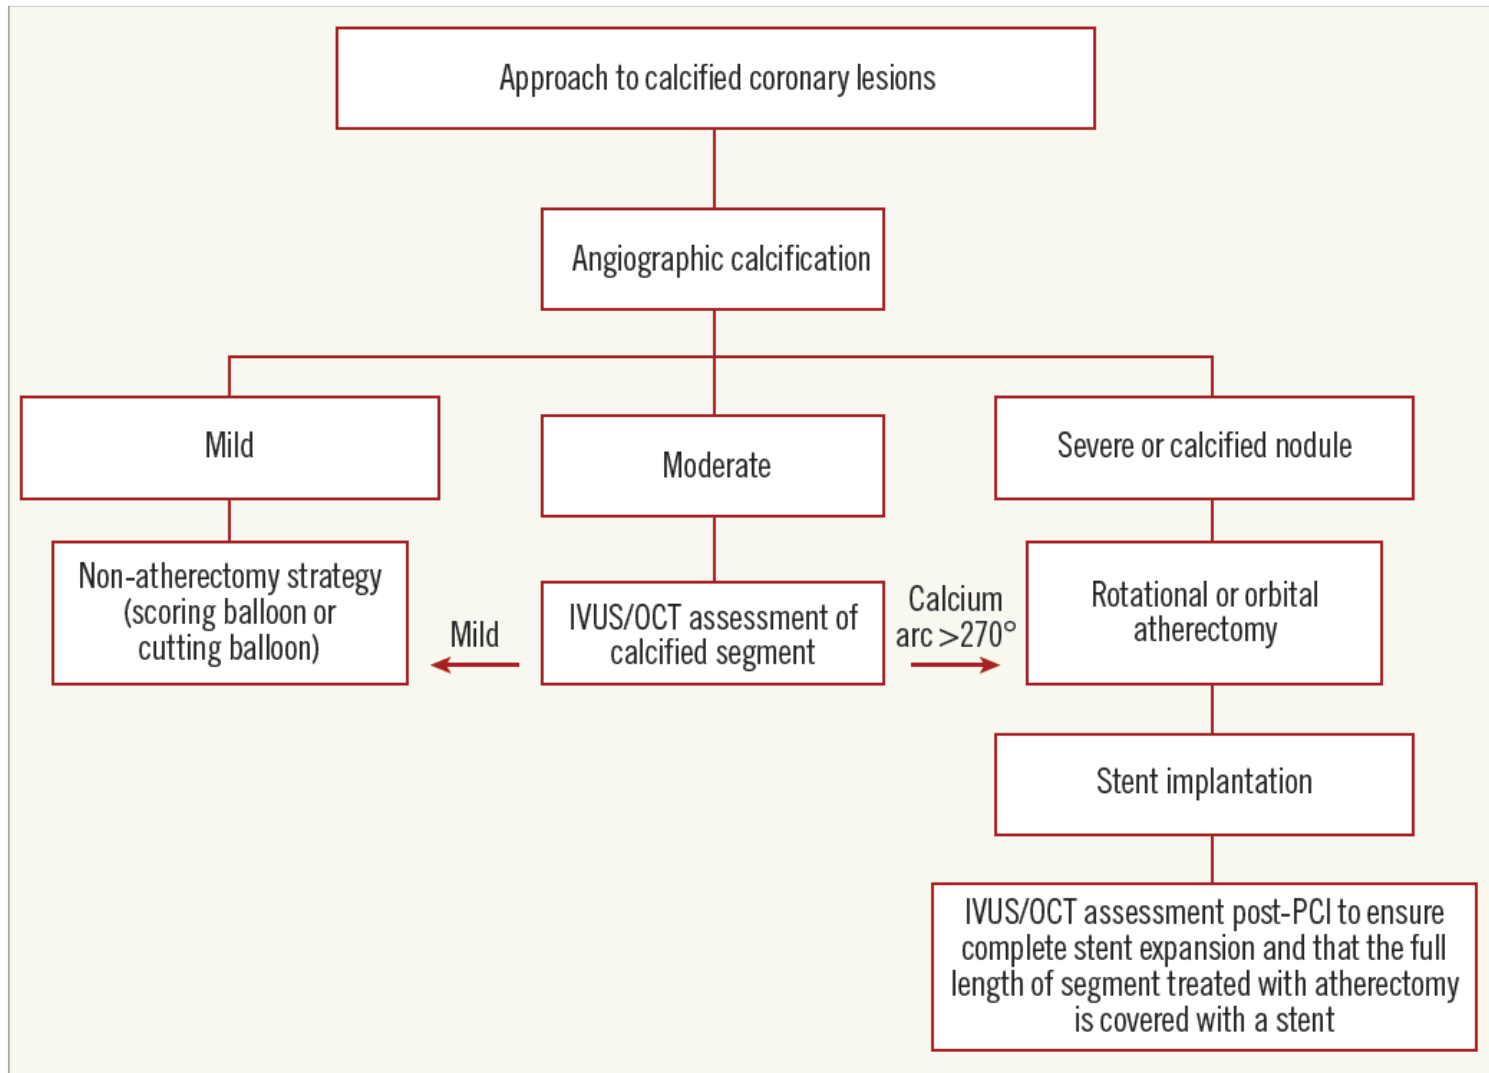 Approach to calcified coronary lesions
Angiographic calcification
Mild
Moderate
Severe or calcified nodule
Non-atherectomy strategy
(scoring balloon or
cutting balloon)
Mild
IVUS/OCT assessment of
calcified segment
Calcium
arc >270°
Rotational or orbital
atherectomy
Stent implantation
IVUS/OCT assessment post-PCI to ensure
complete stent expansion and that the full
length of segment treated with atherectomy
is covered with a stent